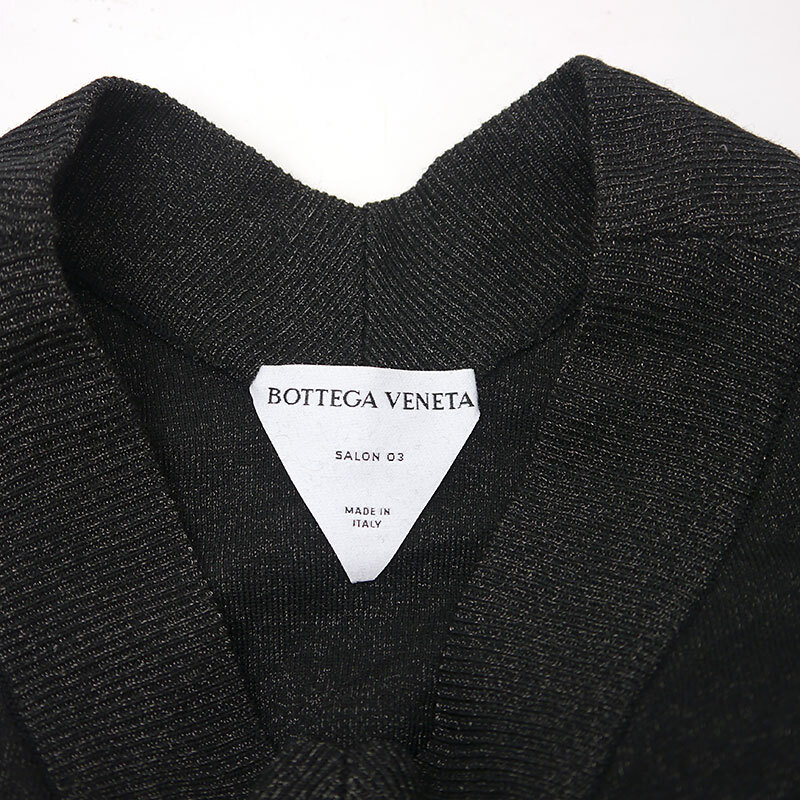 BOTTEGA VENETA
SALON 03
MADE IN
ITALY